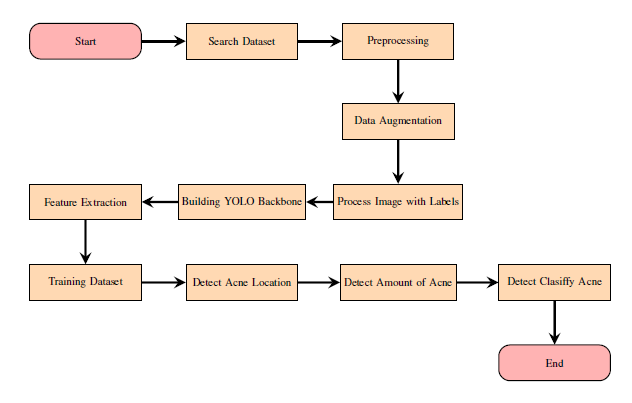 Start
Search Dataset
Preprocessing
Data Augmentation
Process Image with Labels
Building YOLO Backbone
Feature Extraction
Training Dataset
Detect Acne Location
Detect Amount of Acne
Detect Clasiffy Acne
End